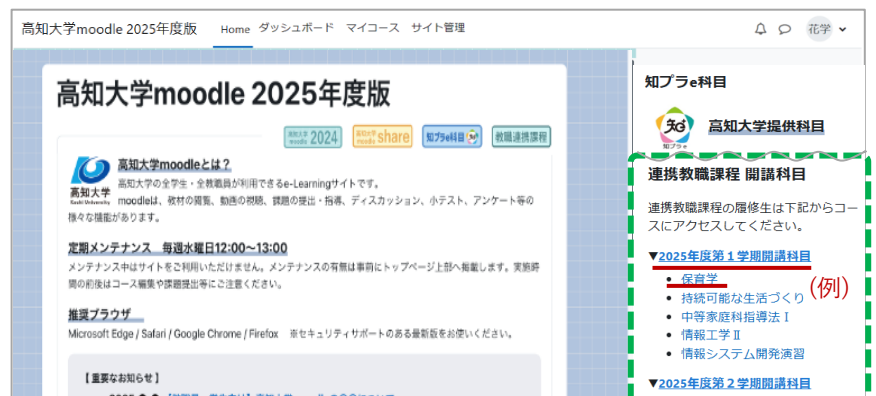 高知大学moodle 2025年度版 Home ダッシュボード マイコース サイト管理 花学
高知大学moodle 2025年度版
高知大学 moodle 2024 高知大学 moodle share 知プラe科目 教職連携課程
高知大学
Kochi University
高知大学moodleとは？
高知大学の全学生・全教職員が利用できるe-Learningサイトです。
moodleは、教材の閲覧、動画の視聴、課題の提出・指導、ディスカッション、小テスト、アンケート等の
様々な機能があります。
定期メンテナンス　毎週水曜日12:00～13:00
メンテナンス中はサイトをご利用いただけません。メンテナンスの有無は事前にトップページ上部へ掲載します。実施時
間の前後はコース編集や課題提出等にご注意ください。
推奨ブラウザ
Microsoft Edge / Safari / Google Chrome / Firefox　※セキュリティサポートのある最新版をお使いください。
【重要なお知らせ】
知プラe科目
知プラe
高知大学提供科目
連携教職課程 開講科目
連携教職課程の履修生は下記からコー
スにアクセスしてください。
▼2025年度第１学期開講科目
• 保育学
(例)
• 持続可能な生活づくり
• 中等家庭科指導法Ⅰ
• 情報工学Ⅱ
• 情報システム開発演習
▼2025年度第２学期開講科目